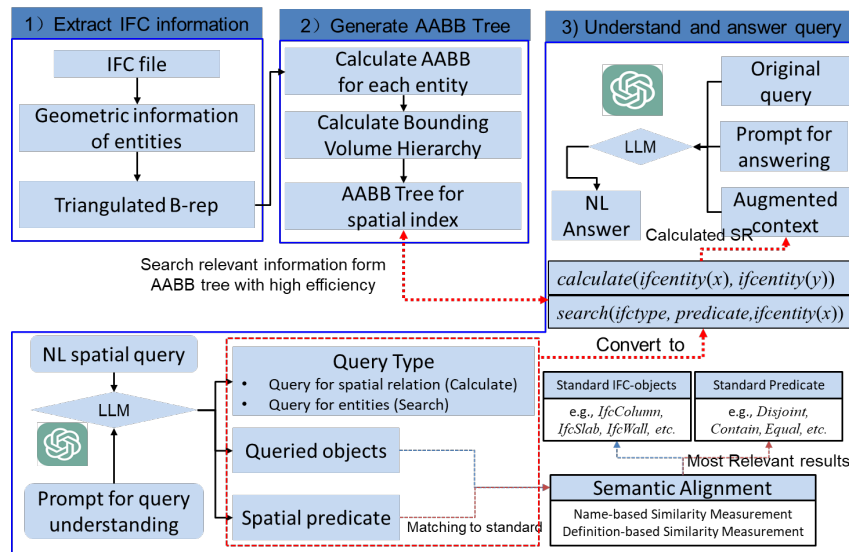 1）Extract IFC information
IFC file
Geometric information
of entities
Triangulated B-rep
2）Generate AABB Tree
Calculate AABB
for each entity
Calculate Bounding
Volume Hierarchy
AABB Tree for
spatial index
3) Understand and answer query
Original
query
LLM
Prompt for
answering
NL
Answer
Augmented
context
Calculated SR
Search relevant information form
AABB tree with high efficiency
calculate(ifcentity(x), ifcentity(y))
search(ifctype, predicate,ifcentity(x))
Convert to
NL spatial query
LLM
Prompt for query
understanding
Query Type
• Query for spatial relation (Calculate)
• Query for entities (Search)
Queried objects
Spatial predicate
Matching to standard
Standard IFC-objects
e.g., IfcColumn,
IfcSlab, IfcWall, etc.
Standard Predicate
e.g., Disjoint,
Contain, Equal, etc.
Most Relevant results
Semantic Alignment
Name-based Similarity Measurement
Definition-based Similarity Measurement